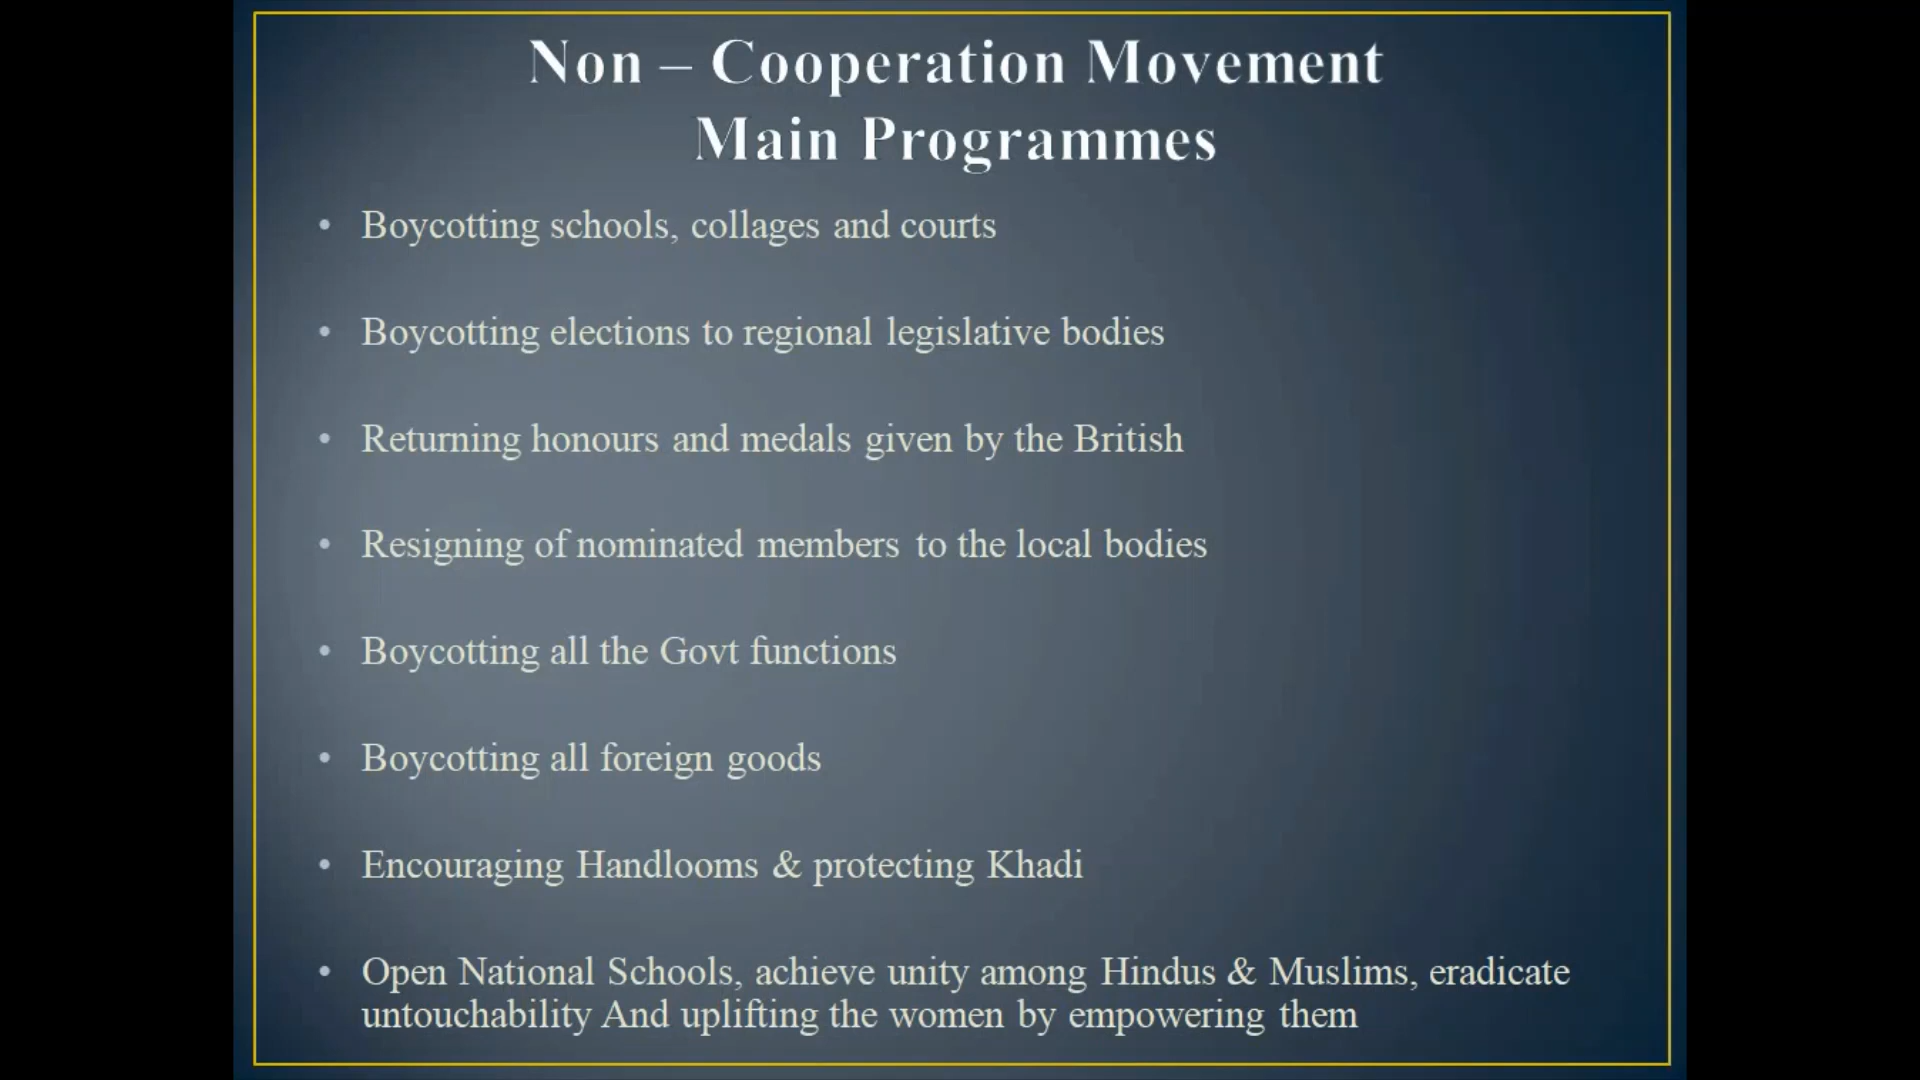 Non – Cooperation Movement
Main Programmes
• Boycotting schools, collages and courts
• Boycotting elections to regional legislative bodies
• Returning honours and medals given by the British
• Resigning of nominated members to the local bodies
• Boycotting all the Govt functions
• Boycotting all foreign goods
• Encouraging Handlooms & protecting Khadi
• Open National Schools, achieve unity among Hindus & Muslims, eradicate
untouchability And uplifting the women by empowering them